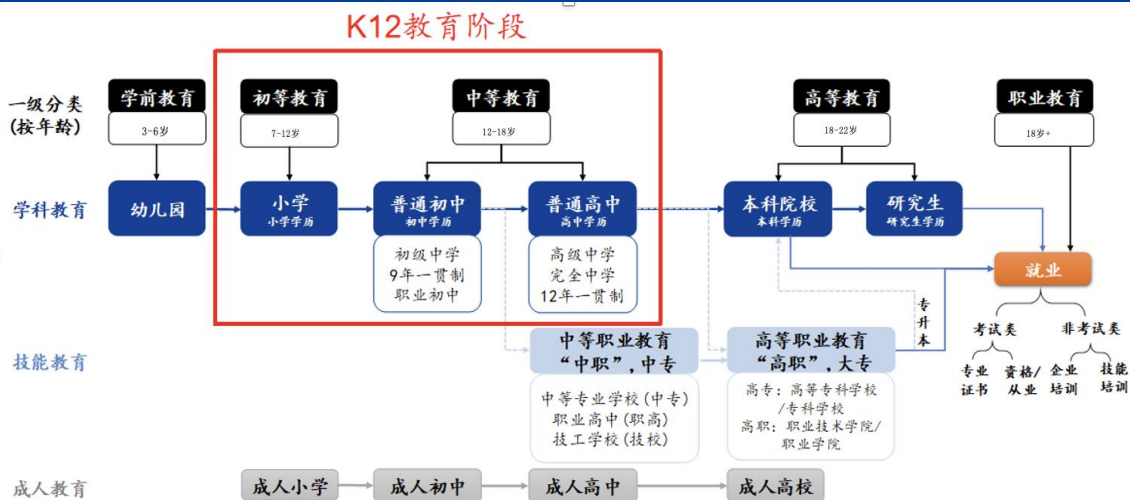 K12教育阶段
一级分类
(按年龄)
学前教育
3-6岁
初等教育
7-12岁
中等教育
12-18岁
高等教育
18-22岁
职业教育
18岁+
学科教育
幼儿园
小学
小学学历
普通初中
初中学历
初级中学
9年一贯制
职业初中
普通高中
高中学历
高级中学
完全中学
12年一贯制
本科院校
本科学历
研究生
研究生学历
就业
考试类
非考试类
专业
证书
资格/
从业
企业
培训
技能
培训
专升本
技能教育
中等职业教育
“中职”,中专
中等专业学校(中专)
职业高中(职高)
技工学校(技校)
高等职业教育
“高职”,大专
高专：高等专科学校
/专科学校
高职：职业技术学院/
职业学院
成人教育
成人小学
成人初中
成人高中
成人高校